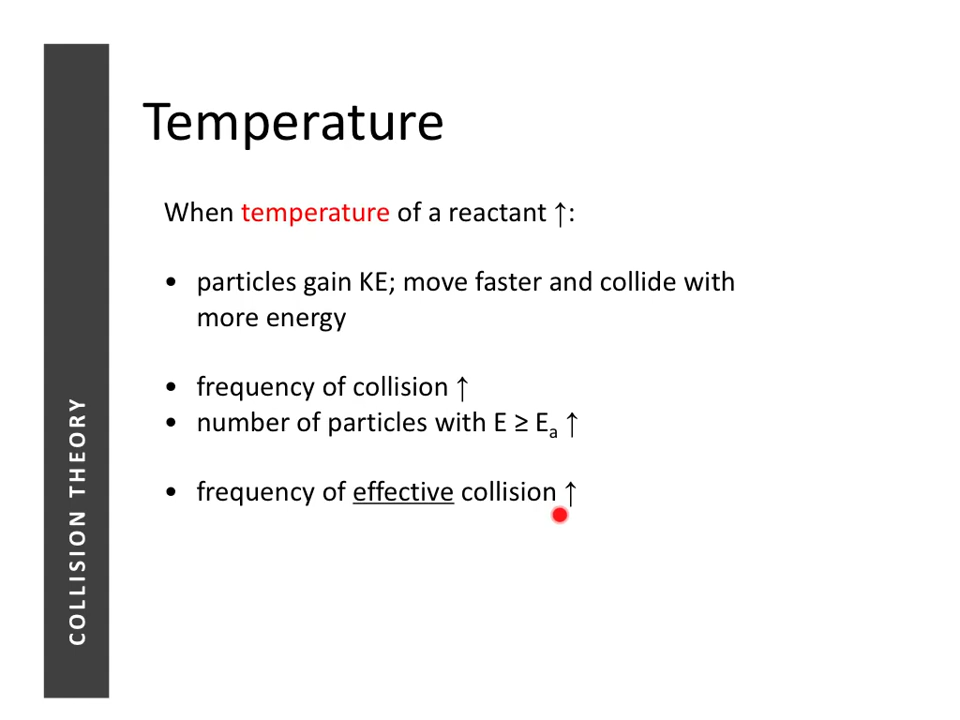 COLLISION THEORY
Temperature
When temperature of a reactant ↑:
• particles gain KE; move faster and collide with
more energy
• frequency of collision ↑
• number of particles with E ≥ Eₐ ↑
• frequency of effective collision ↑